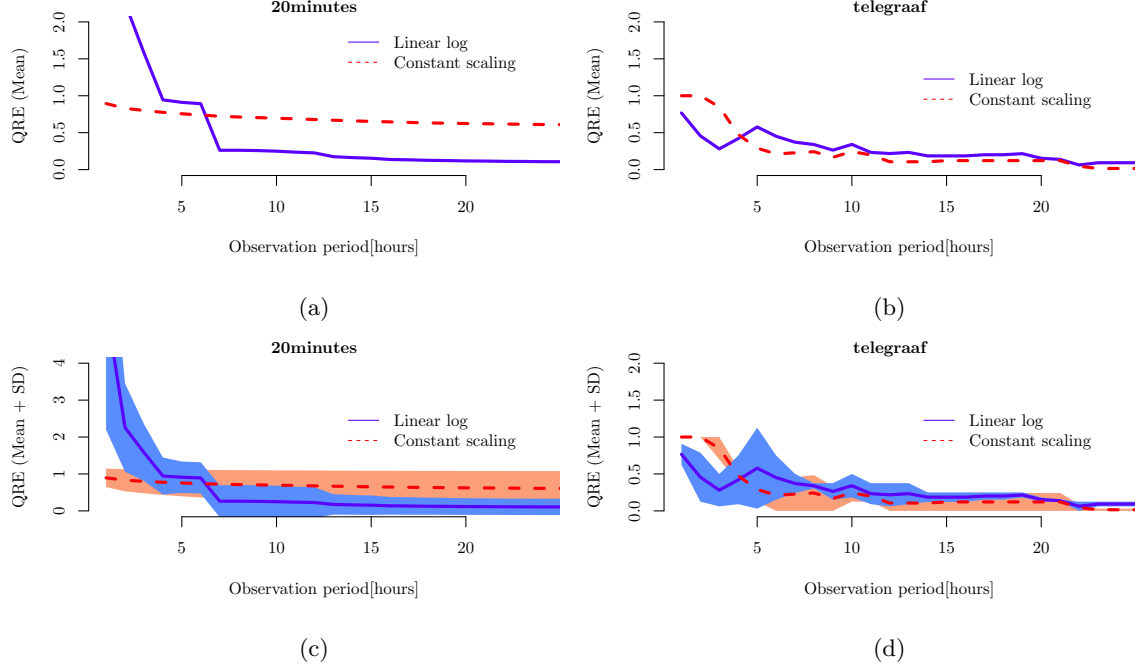 20minutes
QRE (Mean)
2.0
1.5
1.0
0.5
0.0
Linear log
Constant scaling
5
10
15
20
Observation period[hours]
(a)
telegraaf
QRE (Mean)
2.0
1.5
1.0
0.5
0.0
Linear log
Constant scaling
5
10
15
20
Observation period[hours]
(b)
20minutes
QRE (Mean + SD)
4
3
2
1
0
Linear log
Constant scaling
5
10
15
20
Observation period[hours]
(c)
telegraaf
QRE (Mean + SD)
2.0
1.5
1.0
0.5
0.0
Linear log
Constant scaling
5
10
15
20
Observation period[hours]
(d)